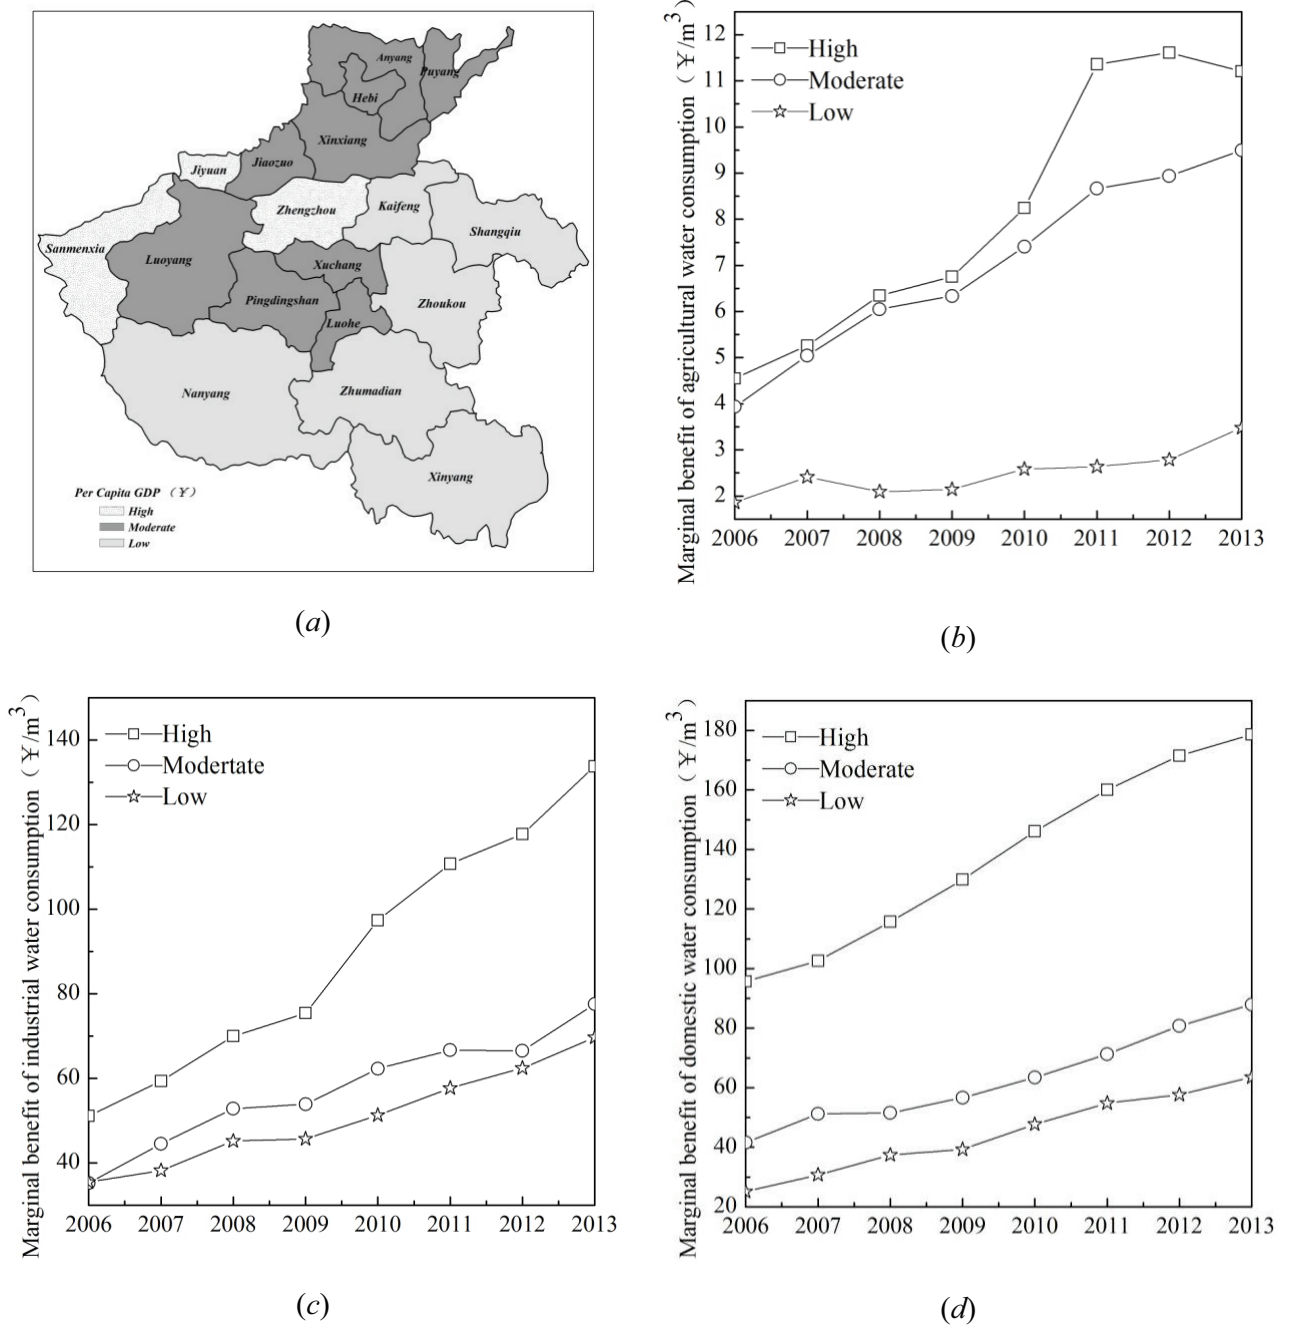 Anyang
Puyang
Hebi
Xinxiang
Jiaozuo
Jiyuan
Zhengzhou
Kaifeng
Shangqiu
Sanmenxia
Luoyang
Xuchang
Pingdingshan
Luohe
Zhoukou
Nanyang
Zhumadian
Xinyang
Per Capita GDP （￥）
High
Moderate
Low
(a)
Marginal benefit of agricultural water consumption（￥/m³）
12
11
10
9
8
7
6
5
4
3
2
High
Moderate
Low
2006 2007 2008 2009 2010 2011 2012 2013
(b)
Marginal benefit of industrial water consumption（￥/m³）
140
120
100
80
60
40
High
Modertate
Low
2006 2007 2008 2009 2010 2011 2012 2013
(c)
Marginal benefit of domestic water consumption（￥/m³）
180
160
140
120
100
80
60
40
20
High
Moderate
Low
2006 2007 2008 2009 2010 2011 2012 2013
(d)